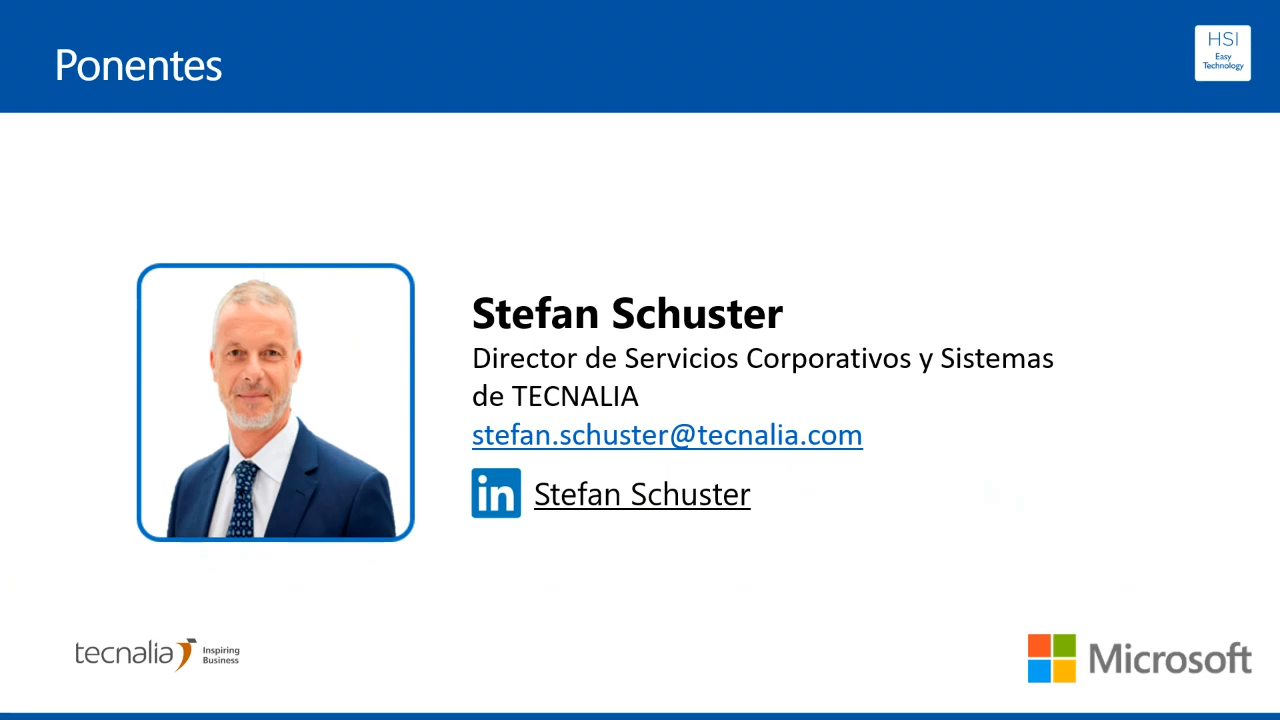 Ponentes
HSI
Easy
Technology
Stefan Schuster
Director de Servicios Corporativos y Sistemas
de TECNALIA
stefan.schuster@tecnalia.com
in Stefan Schuster
tecnalia Inspiring
Business
Microsoft